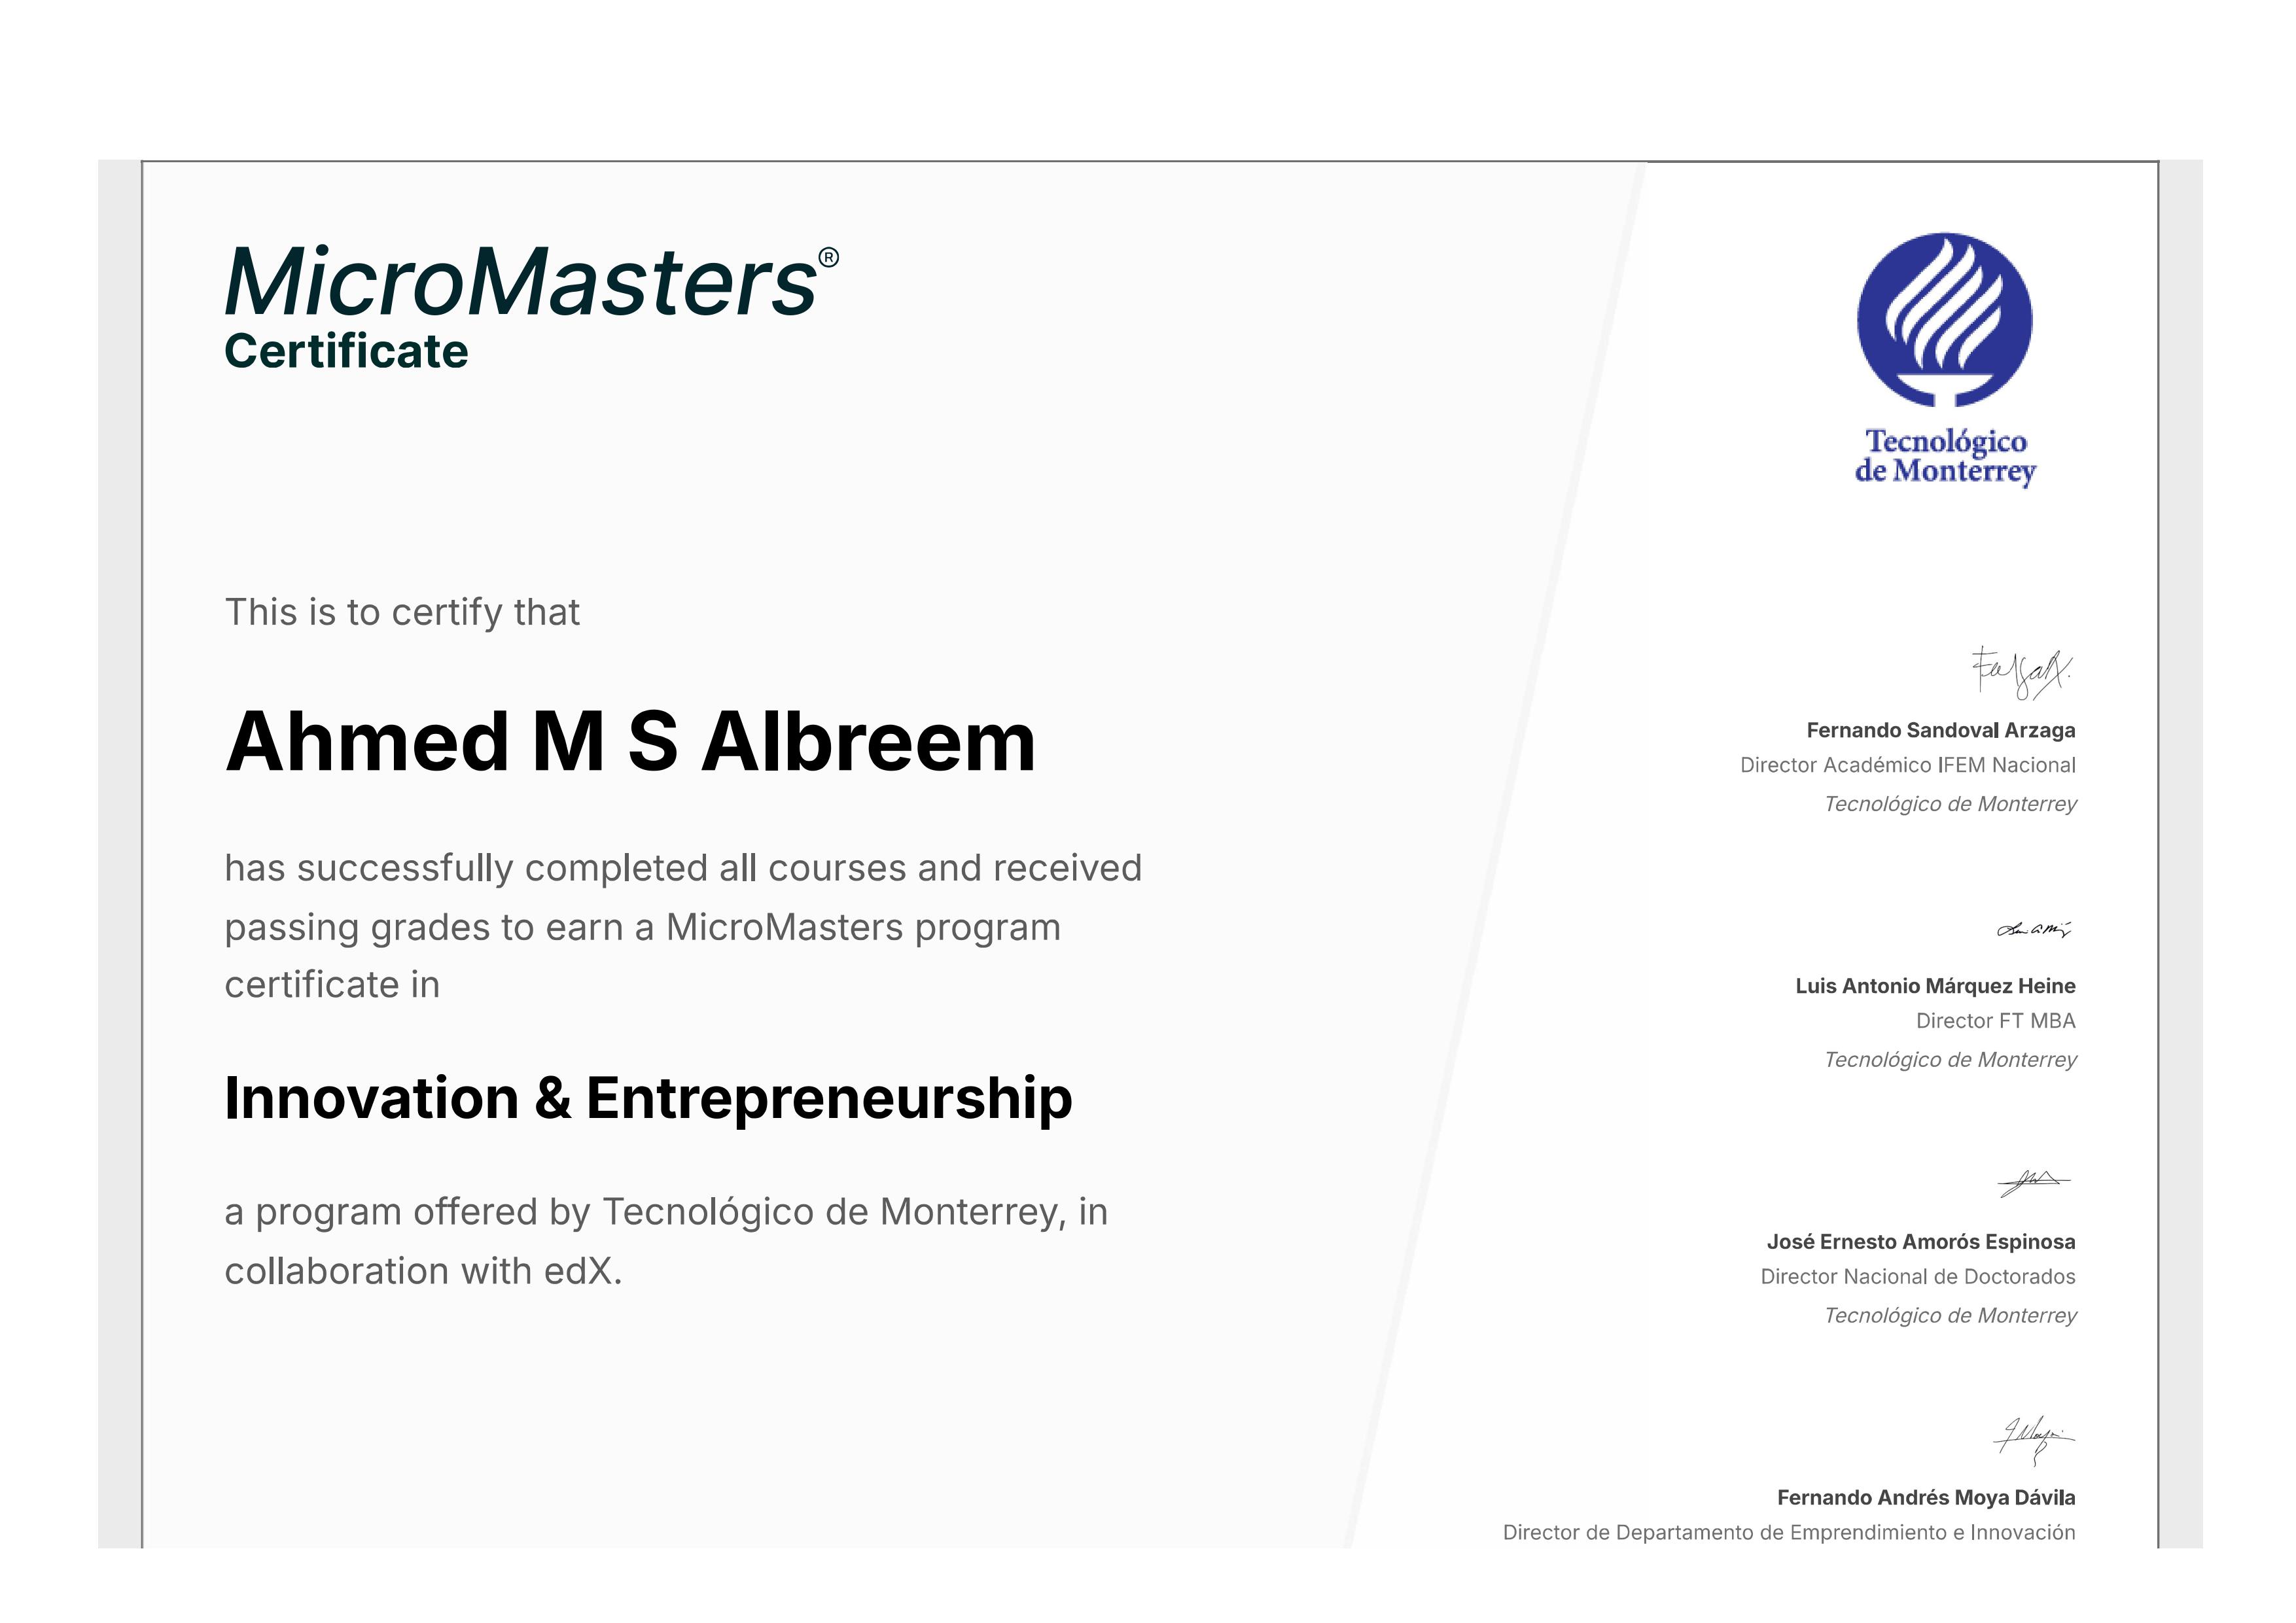 MicroMasters®
Certificate
Tecnológico
de Monterrey
This is to certify that
Ahmed M S Albreem
has successfully completed all courses and received
passing grades to earn a MicroMasters program
certificate in
Innovation & Entrepreneurship
a program offered by Tecnológico de Monterrey, in
collaboration with edX.
Fernando Sandoval Arzaga
Director Académico IFEM Nacional
Tecnológico de Monterrey
Luis Antonio Márquez Heine
Director FT MBA
Tecnológico de Monterrey
José Ernesto Amorós Espinosa
Director Nacional de Doctorados
Tecnológico de Monterrey
Fernando Andrés Moya Dávila
Director de Departamento de Emprendimiento e Innovación